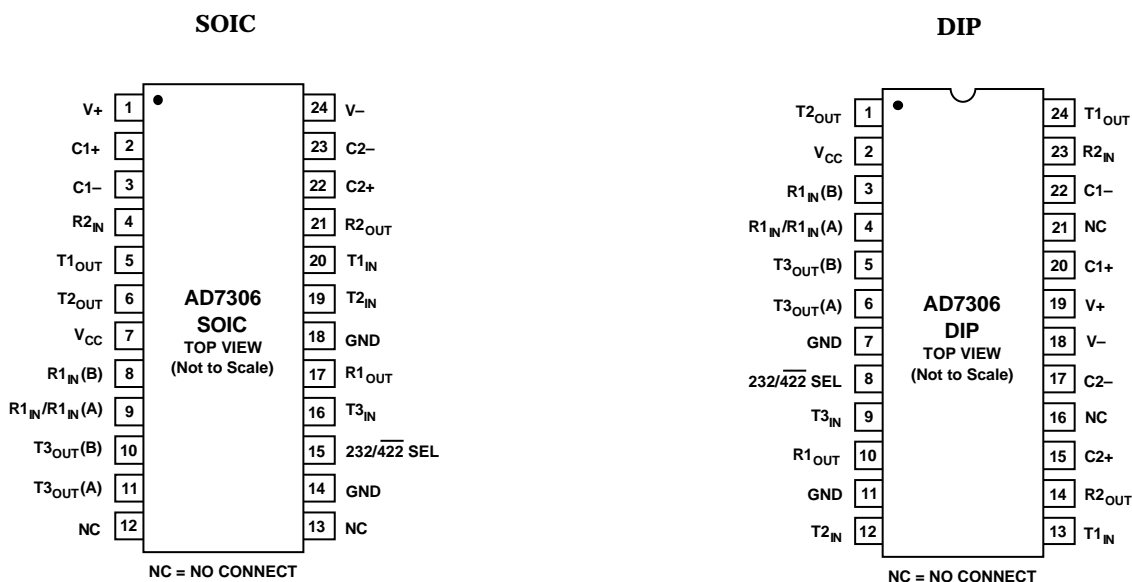 SOIC
V+ 1 24 V–
C1+ 2 23 C2–
C1– 3 22 C2+
R2IN 4 21 R2OUT
T1OUT 5 20 T1IN
T2OUT 6 19 T2IN
VCC 7 18 GND
R1IN(B) 8 17 R1OUT
R1IN/R1IN(A) 9 16 T3IN
T3OUT(B) 10 15 232/4̅2̅2̅ SEL
T3OUT(A) 11 14 GND
NC 12 13 NC
AD7306
SOIC
TOP VIEW
(Not to Scale)
NC = NO CONNECT
DIP
T2OUT 1 24 T1OUT
VCC 2 23 R2IN
R1IN(B) 3 22 C1–
R1IN/R1IN(A) 4 21 NC
T3OUT(B) 5 20 C1+
T3OUT(A) 6 19 V+
GND 7 18 V–
232/4̅2̅2̅ SEL 8 17 C2–
T3IN 9 16 NC
R1OUT 10 15 C2+
GND 11 14 R2OUT
T2IN 12 13 T1IN
AD7306
DIP
TOP VIEW
(Not to Scale)
NC = NO CONNECT